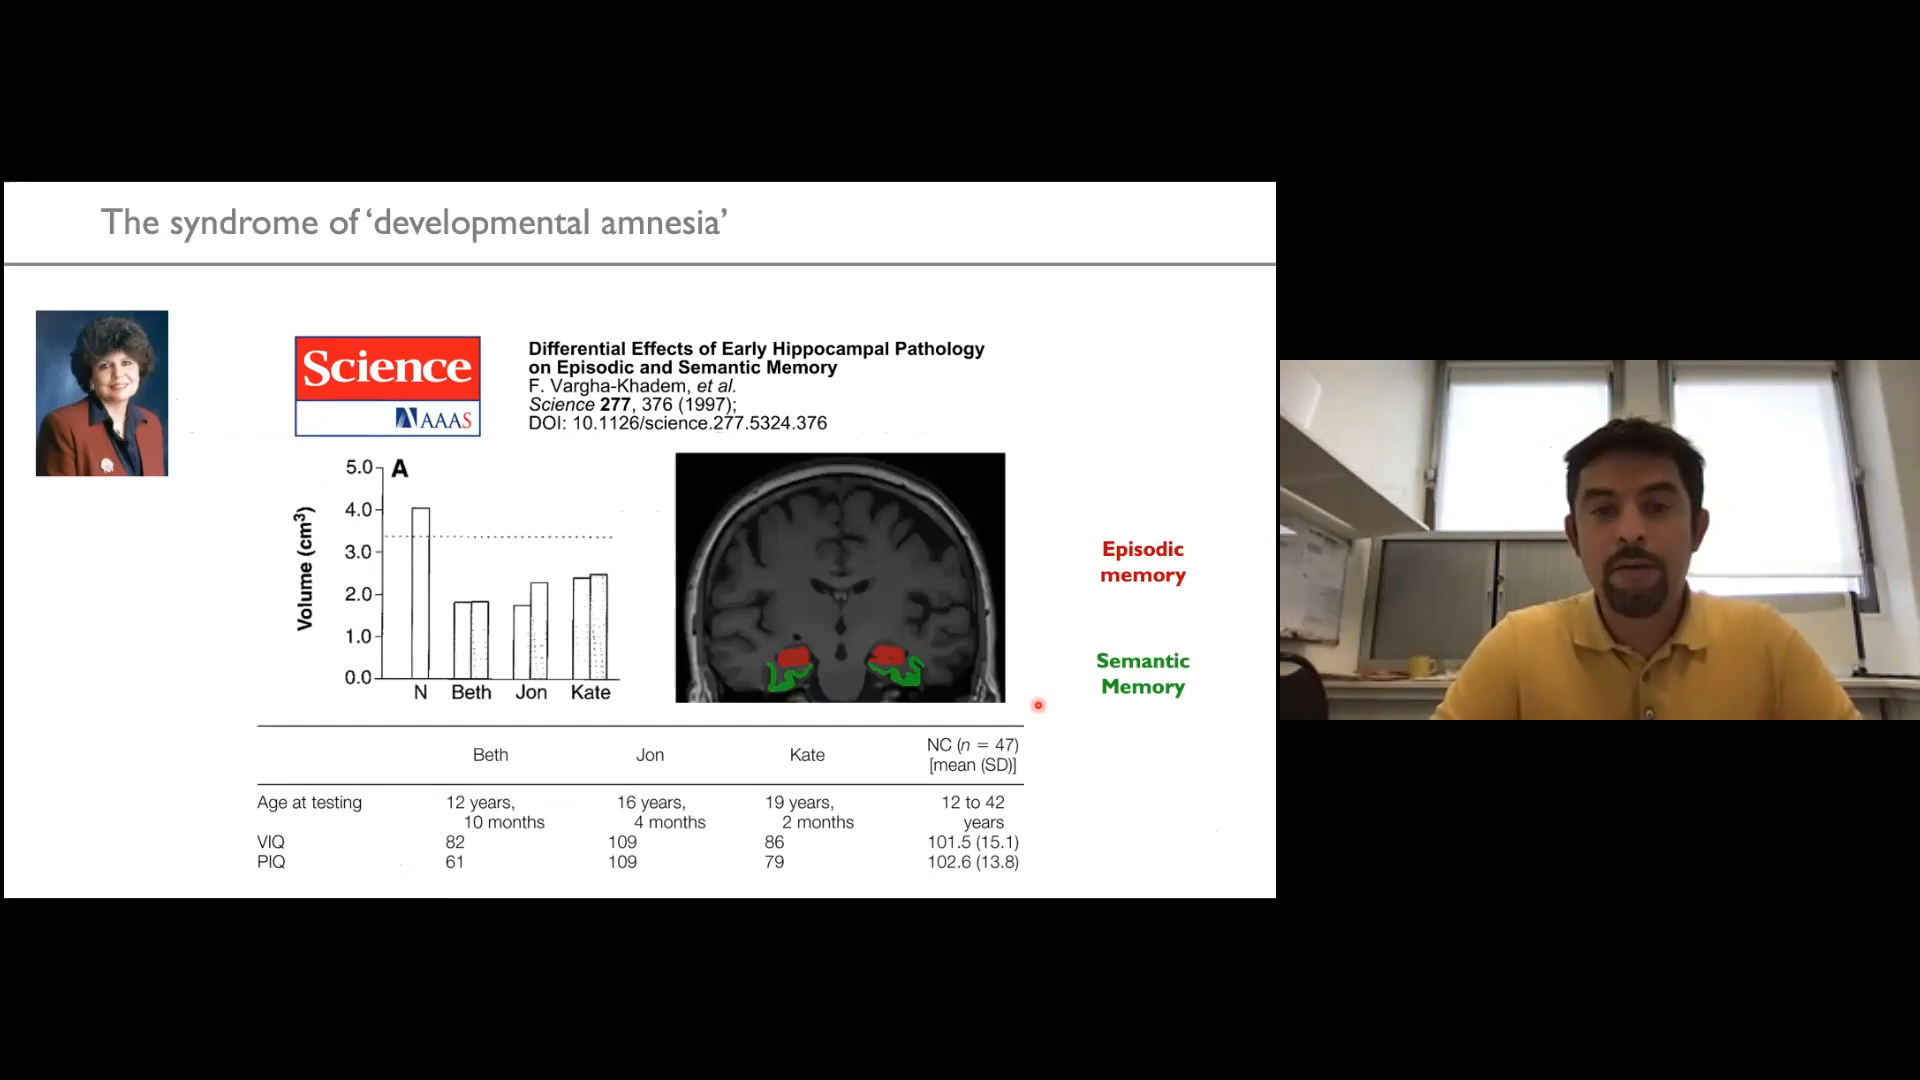 The syndrome of ‘developmental amnesia’
Science
AAAS
Differential Effects of Early Hippocampal Pathology
on Episodic and Semantic Memory
F. Vargha-Khadem, et al.
Science 277, 376 (1997);
DOI: 10.1126/science.277.5324.376
A
5.0
4.0
3.0
2.0
1.0
0.0
Volume (cm³)
N Beth Jon Kate
Episodic
memory
Semantic
Memory
Beth Jon Kate NC (n = 47)
[mean (SD)]
Age at testing 12 years, 16 years, 19 years, 12 to 42
10 months 4 months 2 months years
VIQ 82 109 86 101.5 (15.1)
PIQ 61 109 79 102.6 (13.8)